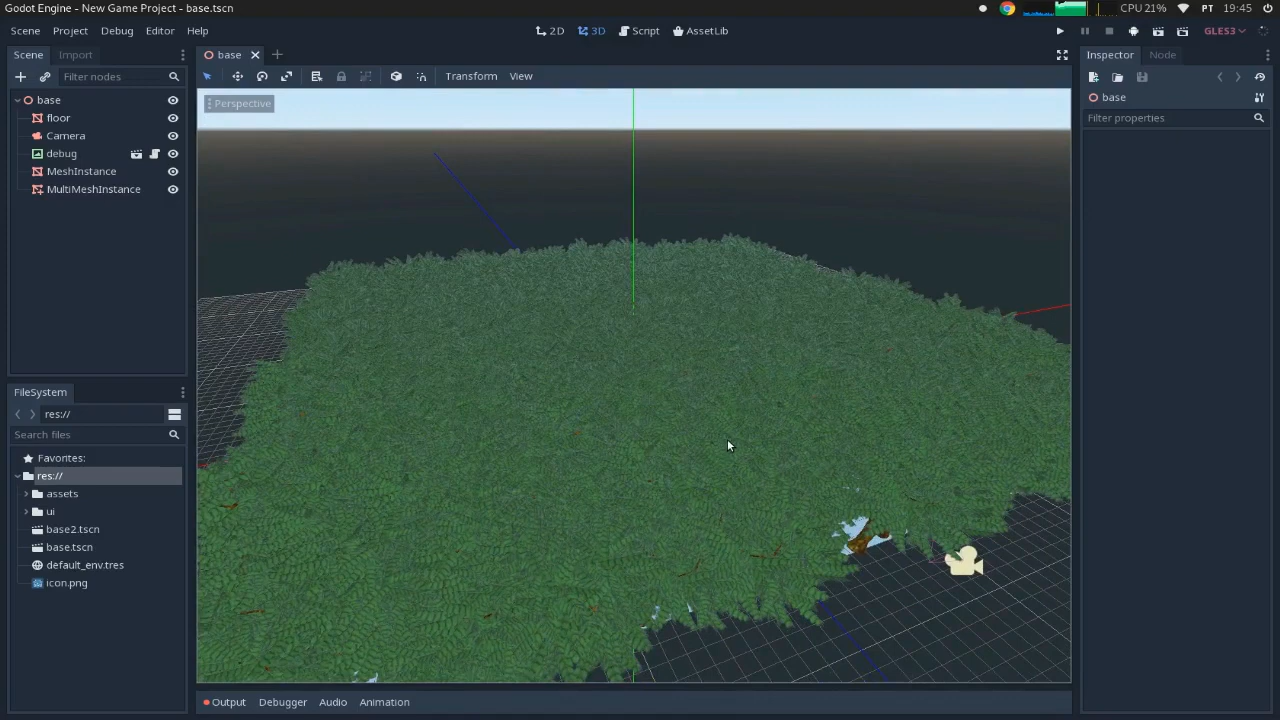 Godot Engine - New Game Project - base.tscn
CPU 21% PT 19:45
Scene Project Debug Editor Help
2D 3D Script AssetLib
GLES3
Scene Import
base
Inspector Node
Filter nodes
Transform View
base
Filter properties
Perspective
base
floor
Camera
debug
MeshInstance
MultiMeshInstance
FileSystem
res://
Search files
Favorites:
res://
assets
ui
base2.tscn
base.tscn
default_env.tres
icon.png
Output Debugger Audio Animation